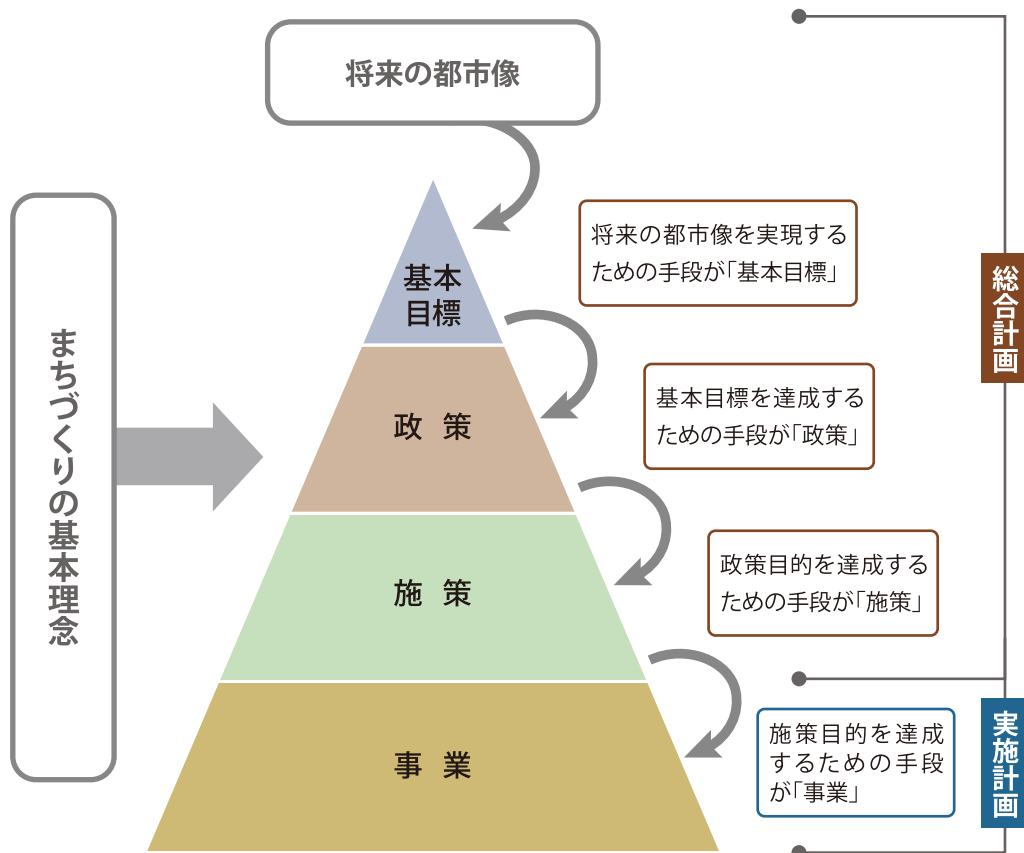 将来の都市像
まちづくりの基本理念
基本
目標
将来の都市像を実現する
ための手段が「基本目標」
政策
基本目標を達成する
ための手段が「政策」
施策
政策目的を達成する
ための手段が「施策」
事業
施策目的を達成
するための手段
が「事業」
総合計画
実施計画